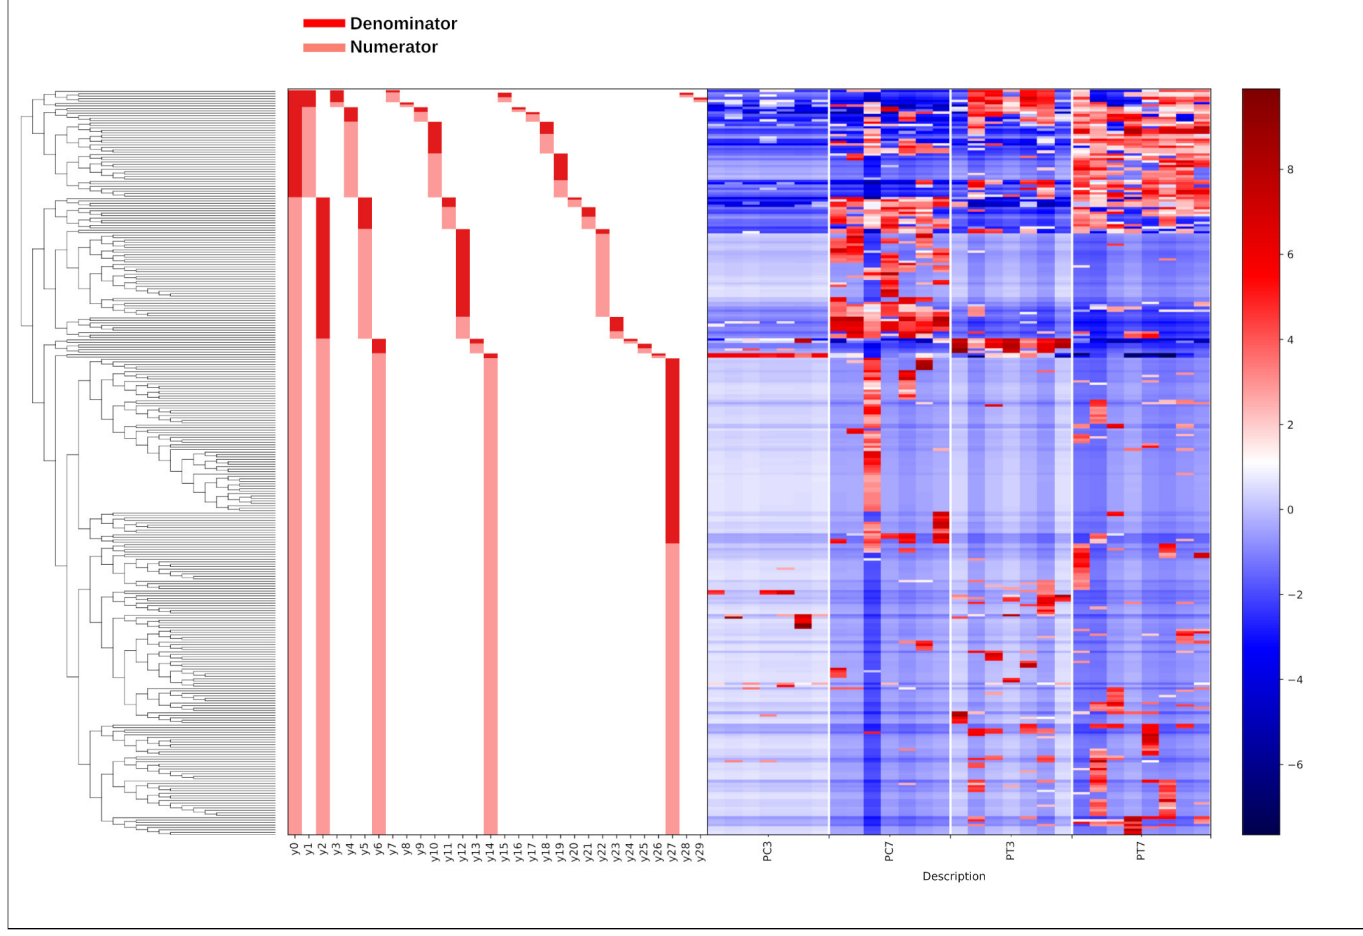 Denominator
Numerator
8
6
4
2
0
−2
−4
−6
y0
y1
y2
y3
y4
y5
y6
y7
y8
y9
y10
y11
y12
y13
y14
y15
y16
y17
y18
y19
y20
y21
y22
y23
y24
y25
y26
y27
y28
y29
PC3
PC7
PT3
PT7
Description